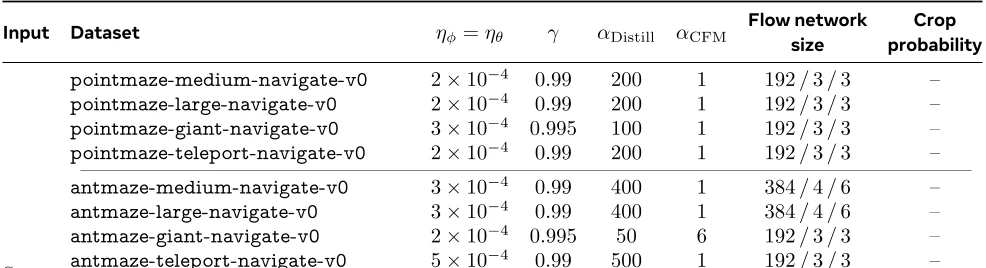 Input Dataset η_ϕ = η_θ γ α_Distill α_CFM Flow network size Crop probability
pointmaze-medium-navigate-v0 2 × 10⁻⁴ 0.99 200 1 192 / 3 / 3 –
pointmaze-large-navigate-v0 2 × 10⁻⁴ 0.99 200 1 192 / 3 / 3 –
pointmaze-giant-navigate-v0 3 × 10⁻⁴ 0.995 100 1 192 / 3 / 3 –
pointmaze-teleport-navigate-v0 2 × 10⁻⁴ 0.99 200 1 192 / 3 / 3 –
antmaze-medium-navigate-v0 3 × 10⁻⁴ 0.99 400 1 384 / 4 / 6 –
antmaze-large-navigate-v0 3 × 10⁻⁴ 0.99 400 1 384 / 4 / 6 –
antmaze-giant-navigate-v0 2 × 10⁻⁴ 0.995 50 6 192 / 3 / 3 –
antmaze-teleport-navigate-v0 5 × 10⁻⁴ 0.99 500 1 192 / 3 / 3 –